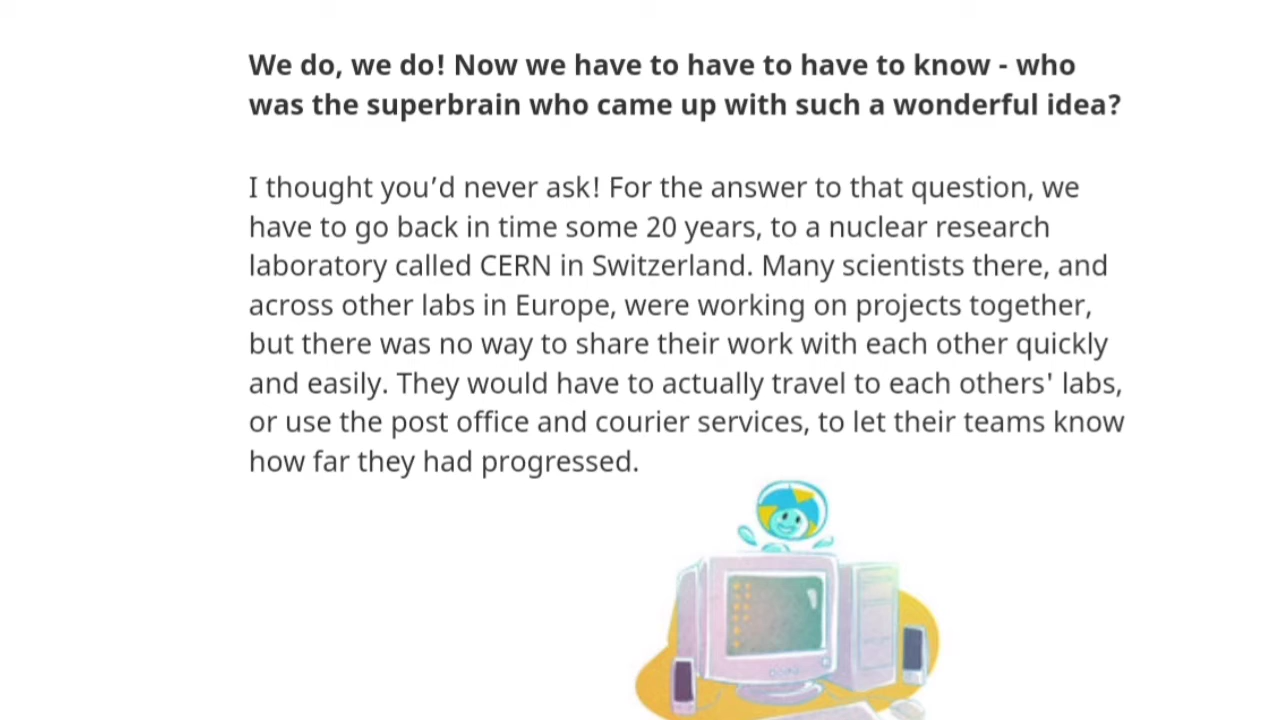 We do, we do! Now we have to have to have to know - who
was the superbrain who came up with such a wonderful idea?
I thought you’d never ask! For the answer to that question, we
have to go back in time some 20 years, to a nuclear research
laboratory called CERN in Switzerland. Many scientists there, and
across other labs in Europe, were working on projects together,
but there was no way to share their work with each other quickly
and easily. They would have to actually travel to each others' labs,
or use the post office and courier services, to let their teams know
how far they had progressed.